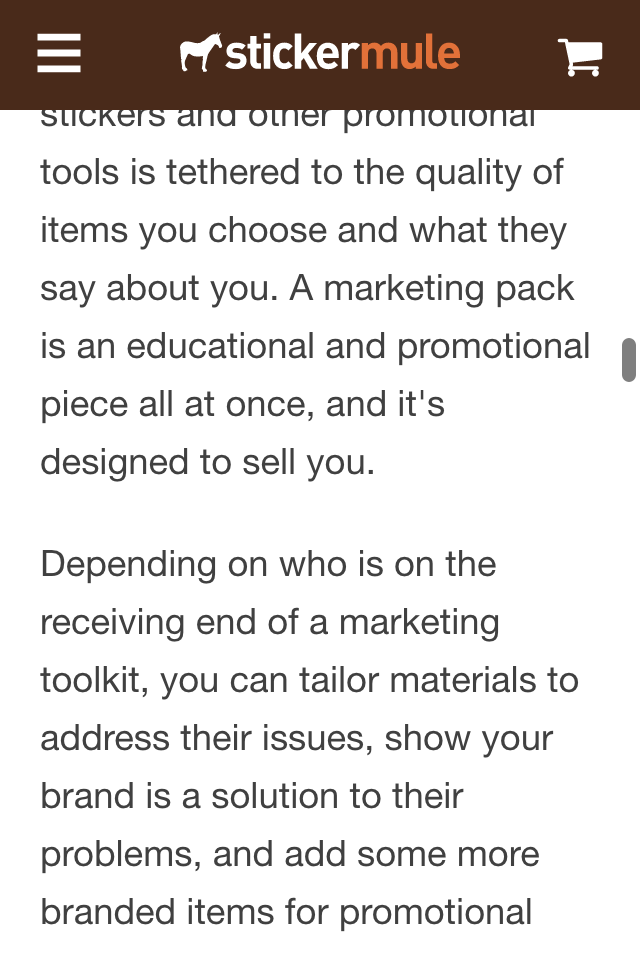 stickermule
stickers and other promotional
tools is tethered to the quality of
items you choose and what they
say about you. A marketing pack
is an educational and promotional
piece all at once, and it's
designed to sell you.
Depending on who is on the
receiving end of a marketing
toolkit, you can tailor materials to
address their issues, show your
brand is a solution to their
problems, and add some more
branded items for promotional